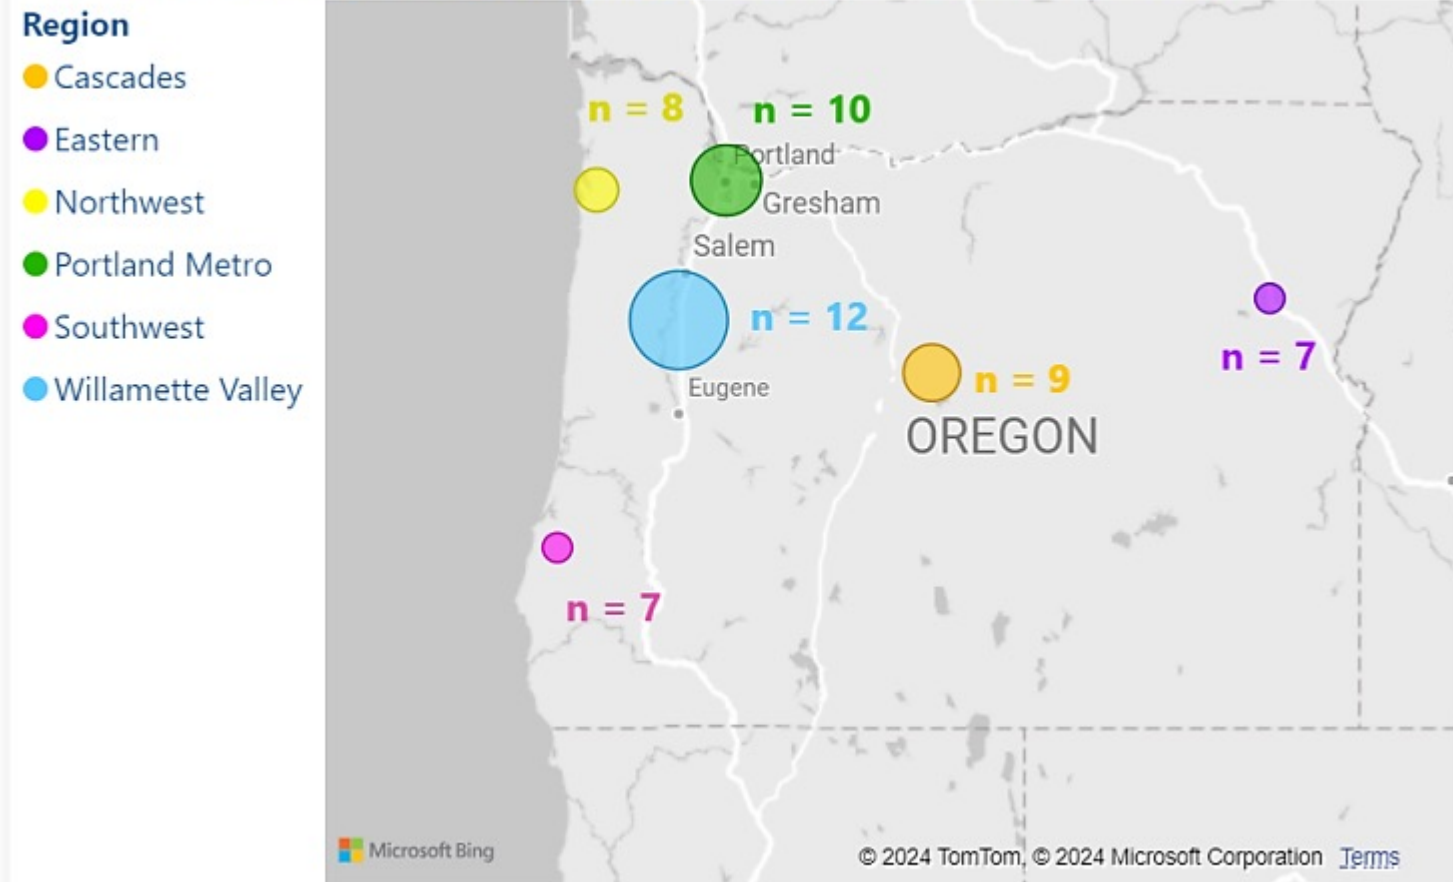 Region
Cascades
Eastern
Northwest
Portland Metro
Southwest
Willamette Valley
n = 8
n = 10
Portland
Gresham
Salem
n = 12
n = 7
Eugene
n = 9
OREGON
n = 7
Microsoft Bing
© 2024 TomTom, © 2024 Microsoft Corporation Terms